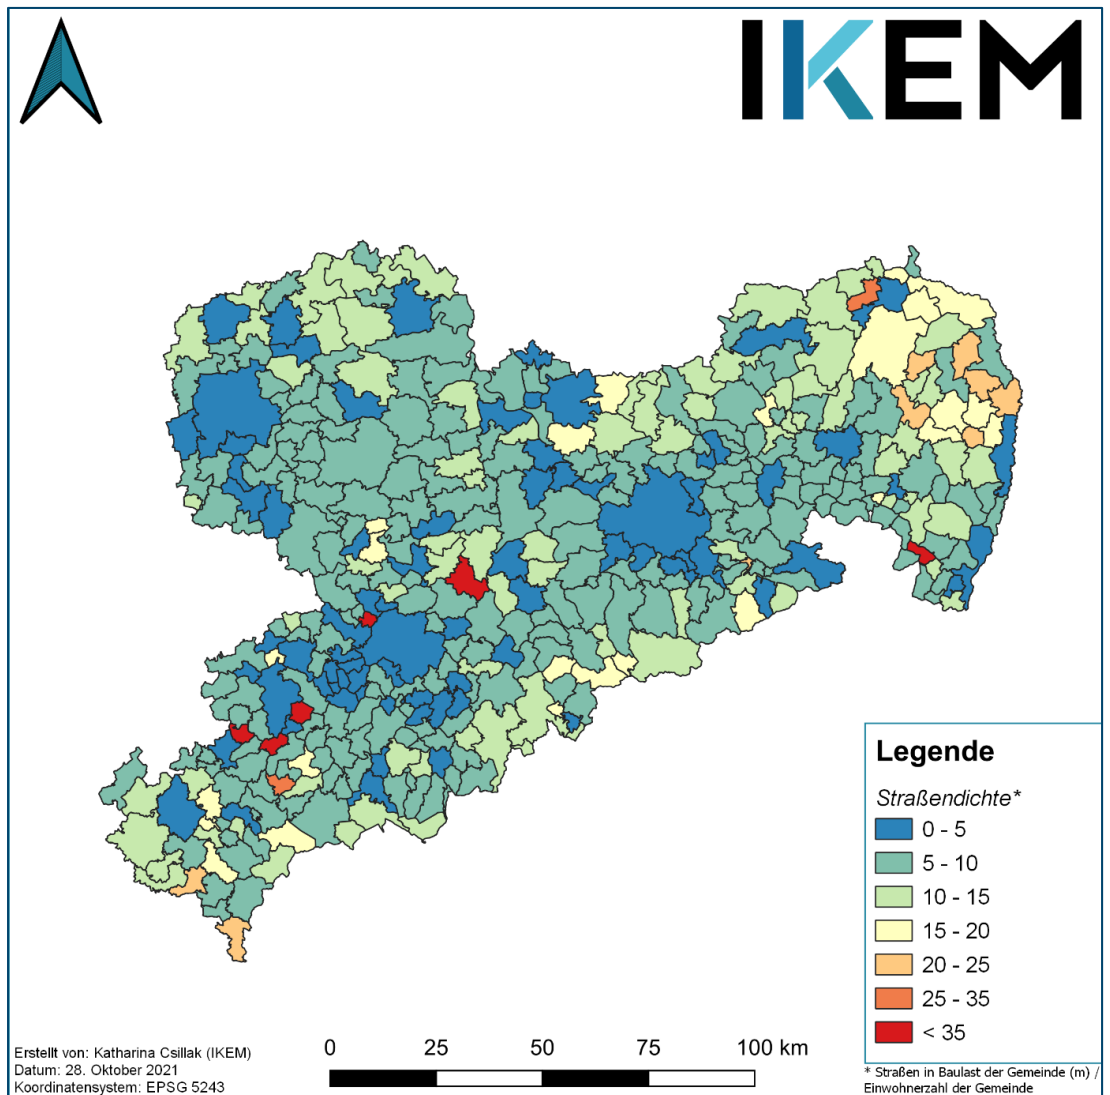 IKEM
Legende
Straßendichte*
0 - 5
5 - 10
10 - 15
15 - 20
20 - 25
25 - 35
< 35
* Straßen in Baulast der Gemeinde (m) /
Einwohnerzahl der Gemeinde
0 25 50 75 100 km
Erstellt von: Katharina Csillak (IKEM)
Datum: 28. Oktober 2021
Koordinatensystem: EPSG 5243